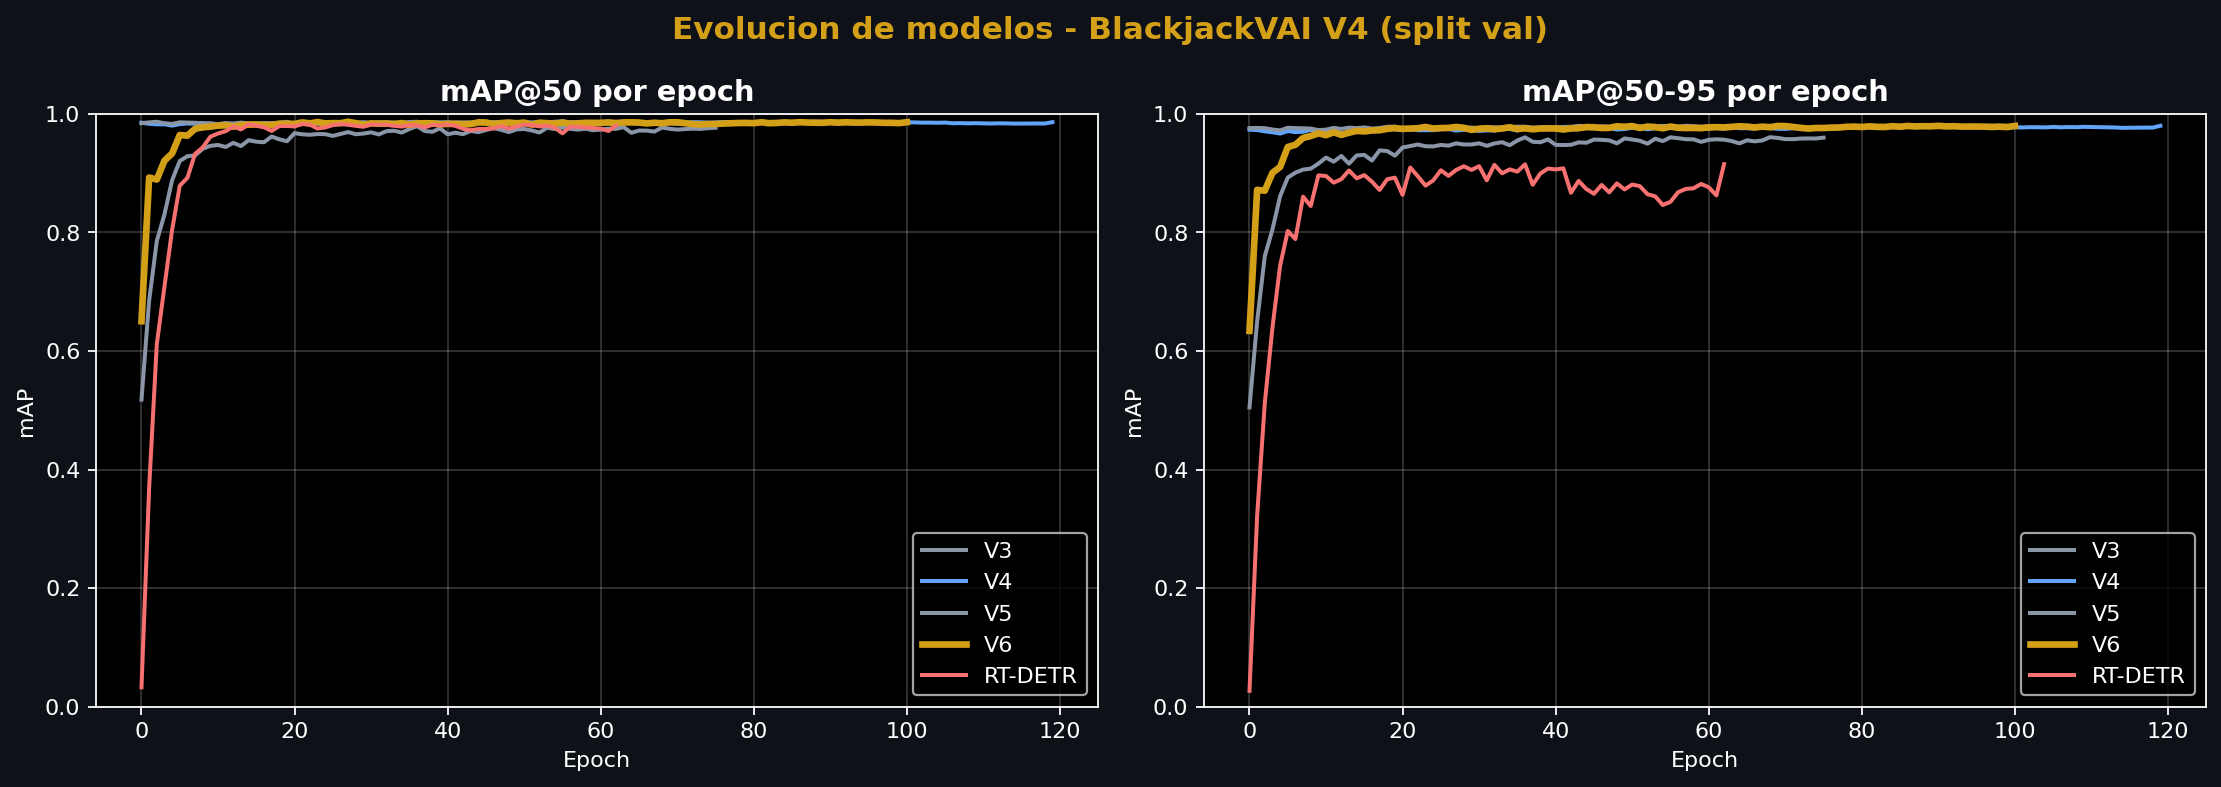 Evolucion de modelos - BlackjackVAI V4 (split val)
mAP@50 por epoch
1.0
0.8
0.6
0.4
0.2
0.0
mAP
0 20 40 60 80 100 120
Epoch
V3
V4
V5
V6
RT-DETR
mAP@50-95 por epoch
1.0
0.8
0.6
0.4
0.2
0.0
mAP
0 20 40 60 80 100 120
Epoch
V3
V4
V5
V6
RT-DETR